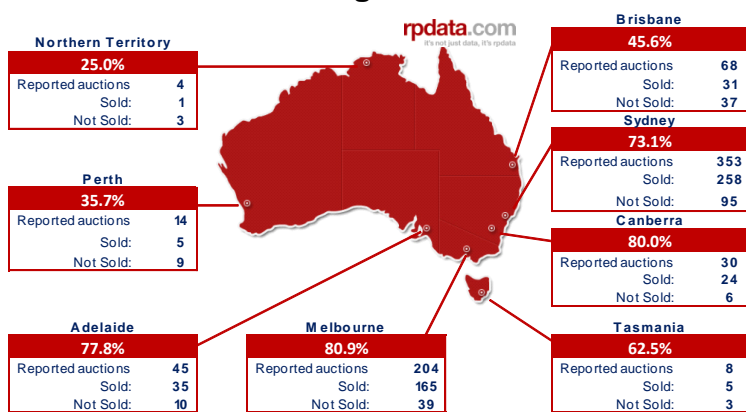 rpdata.com
it's not just data, it's rpdata
Northern Territory
25.0%
Reported auctions 4
Sold: 1
Not Sold: 3
Perth
35.7%
Reported auctions 14
Sold: 5
Not Sold: 9
Adelaide
77.8%
Reported auctions 45
Sold: 35
Not Sold: 10
Melbourne
80.9%
Reported auctions 204
Sold: 165
Not Sold: 39
Brisbane
45.6%
Reported auctions 68
Sold: 31
Not Sold: 37
Sydney
73.1%
Reported auctions 353
Sold: 258
Not Sold: 95
Canberra
80.0%
Reported auctions 30
Sold: 24
Not Sold: 6
Tasmania
62.5%
Reported auctions 8
Sold: 5
Not Sold: 3